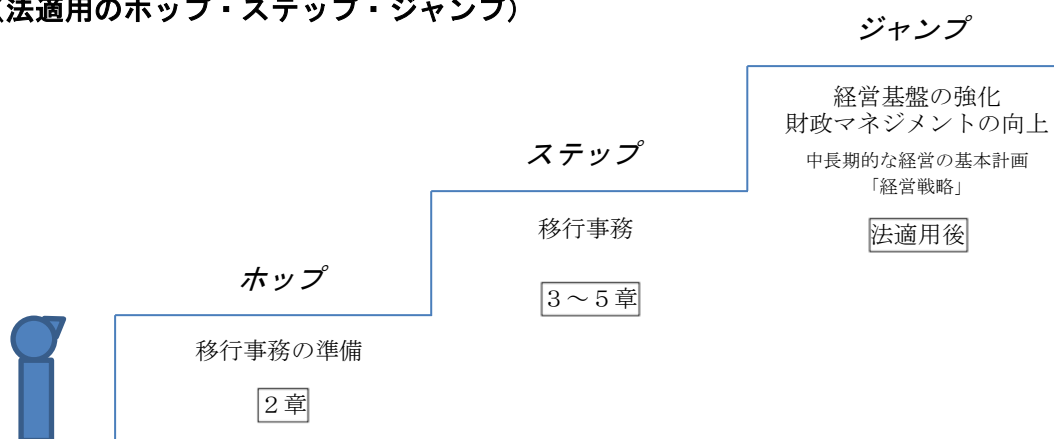 （法適用のホップ・ステップ・ジャンプ）
ジャンプ
経営基盤の強化
財政マネジメントの向上
中長期的な経営の基本計画
「経営戦略」
法適用後
ステップ
移行事務
３～５章
ホップ
移行事務の準備
２章